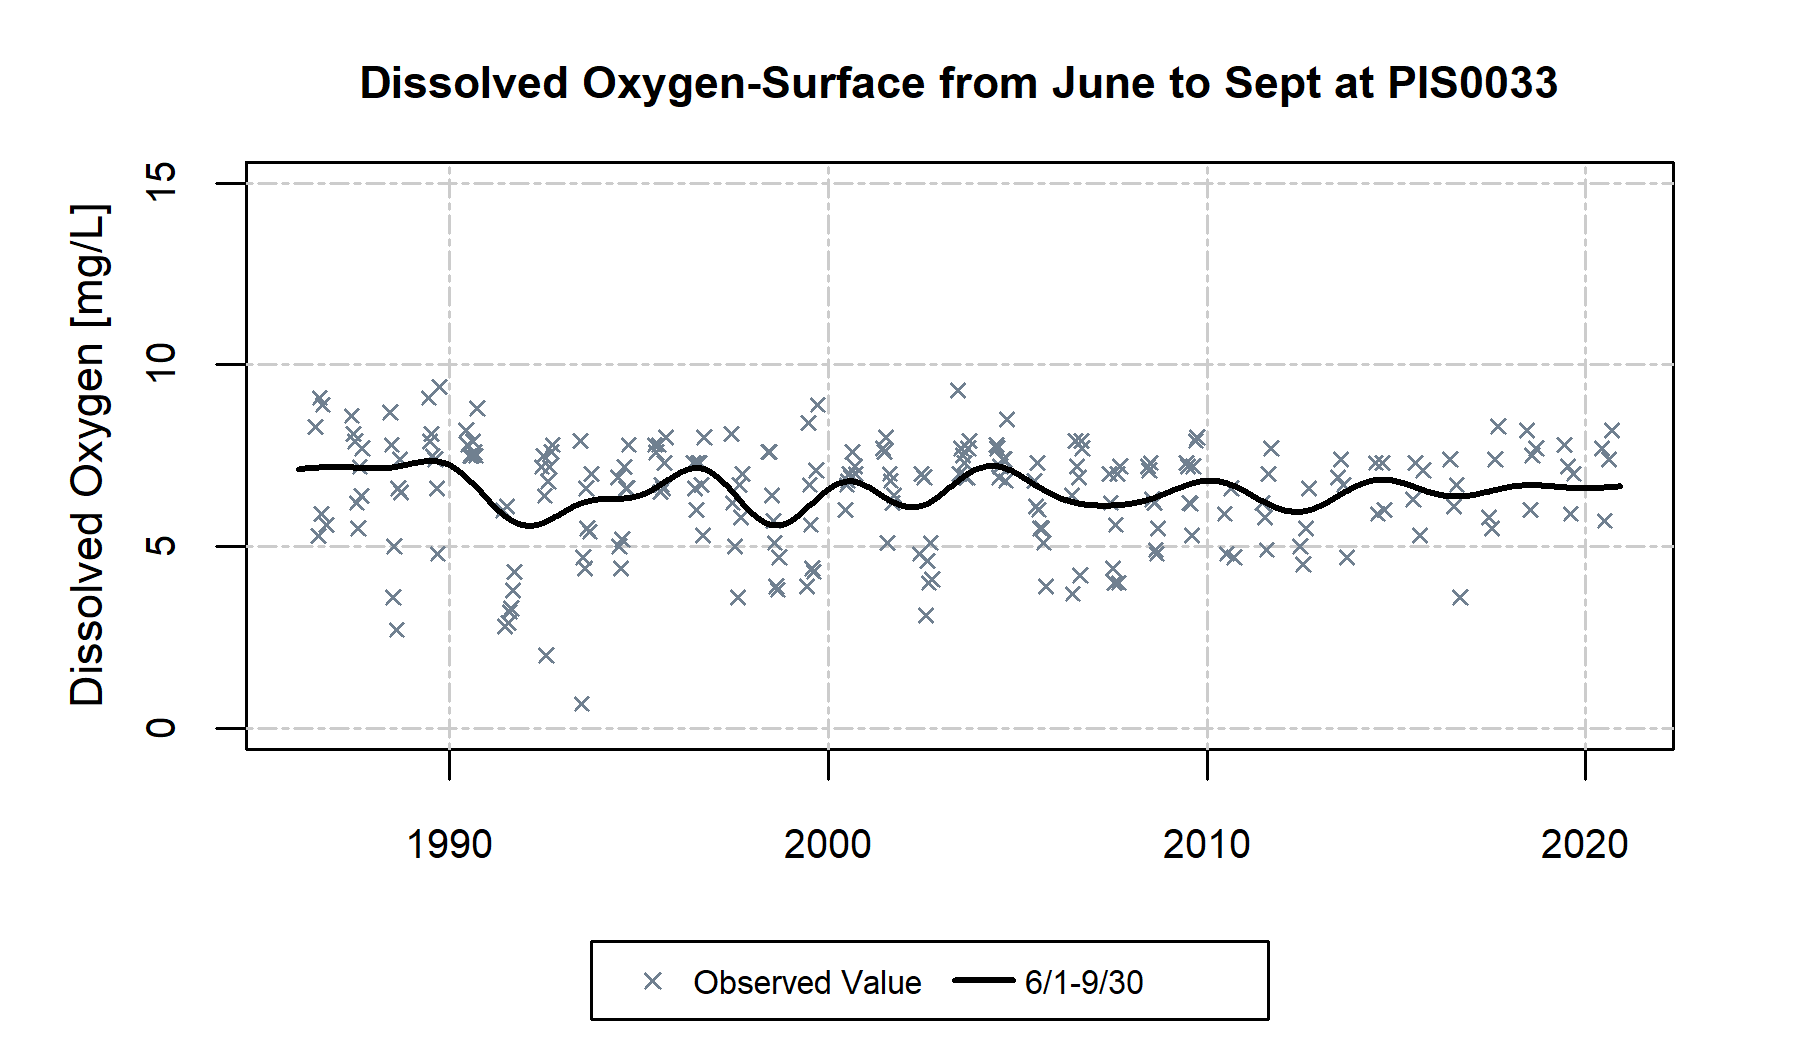 Dissolved Oxygen-Surface from June to Sept at PIS0033
Dissolved Oxygen [mg/L]
15
10
5
0
1990 2000 2010 2020
Observed Value 6/1-9/30